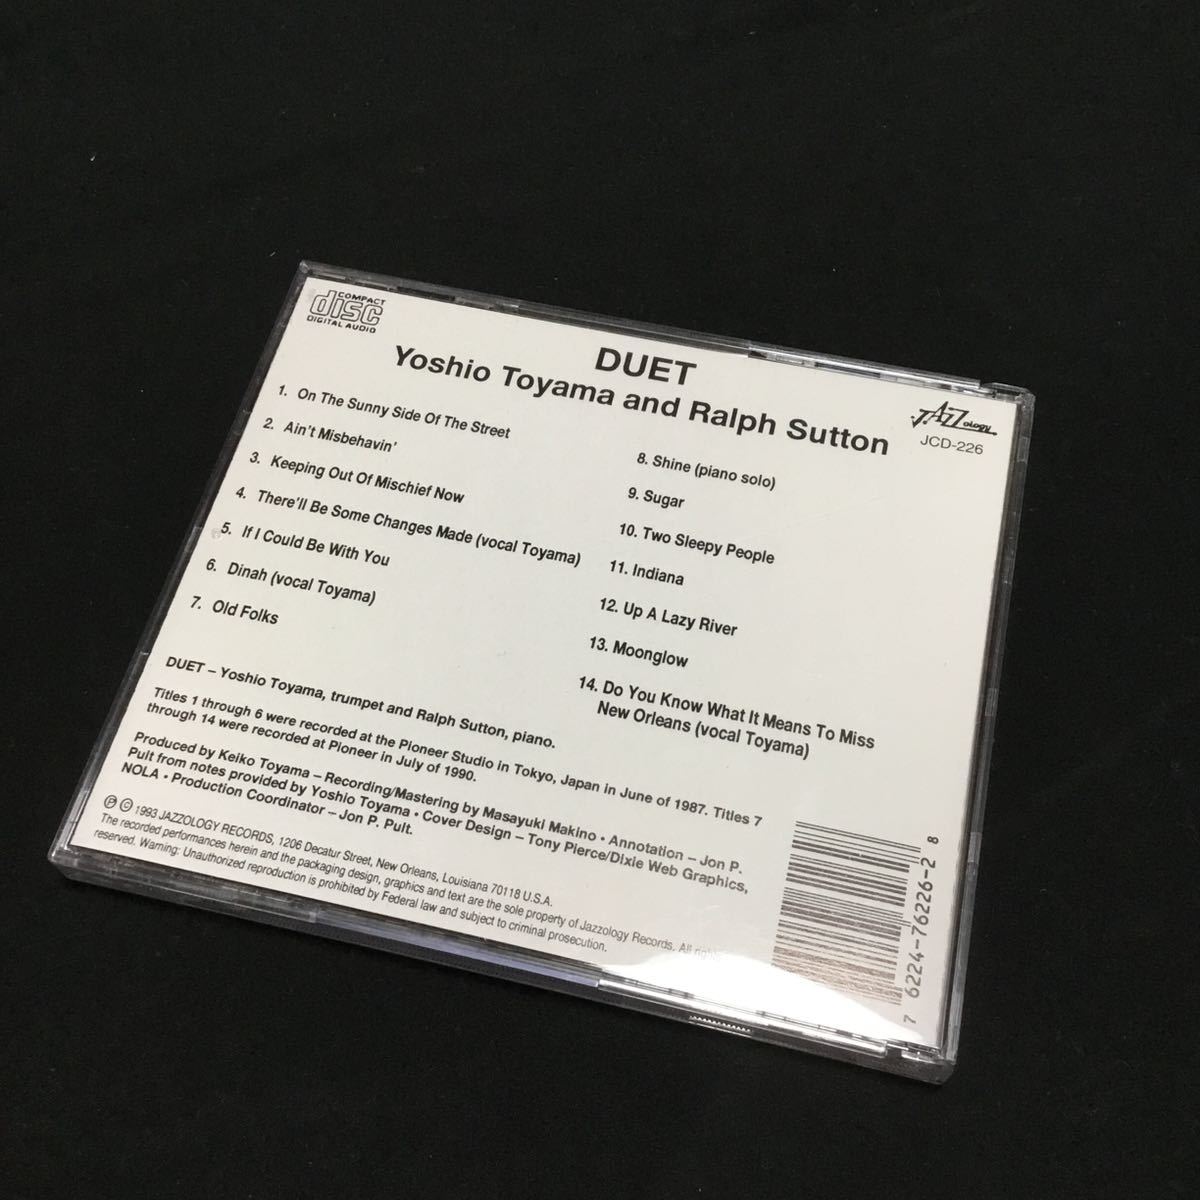 COMPACT
disc
DIGITAL AUDIO
DUET
Yoshio Toyama and Ralph Sutton
JAZZology
JCD-226
1. On The Sunny Side Of The Street
2. Ain't Misbehavin'
3. Keeping Out Of Mischief Now
4. There'll Be Some Changes Made (vocal Toyama)
5. If I Could Be With You
6. Dinah (vocal Toyama)
7. Old Folks
8. Shine (piano solo)
9. Sugar
10. Two Sleepy People
11. Indiana
12. Up A Lazy River
13. Moonglow
14. Do You Know What It Means To Miss
New Orleans (vocal Toyama)
DUET – Yoshio Toyama, trumpet and Ralph Sutton, piano.
Titles 1 through 6 were recorded at the Pioneer Studio in Tokyo, Japan in June of 1987. Titles 7
through 14 were recorded at Pioneer in July of 1990.
Produced by Keiko Toyama – Recording/Mastering by Masayuki Makino • Annotation – Jon P.
Pult from notes provided by Yoshio Toyama • Cover Design – Tony Pierce/Dixie Web Graphics,
NOLA • Production Coordinator – Jon P. Pult.
Ⓟ © 1993 JAZZOLOGY RECORDS, 1206 Decatur Street, New Orleans, Louisiana 70118 U.S.A.
The recorded performances herein and the packaging design, graphics and text are the sole property of Jazzology Records. All rights
reserved. Warning: Unauthorized reproduction is prohibited by Federal law and subject to criminal prosecution.
7 6224-76226-2 8